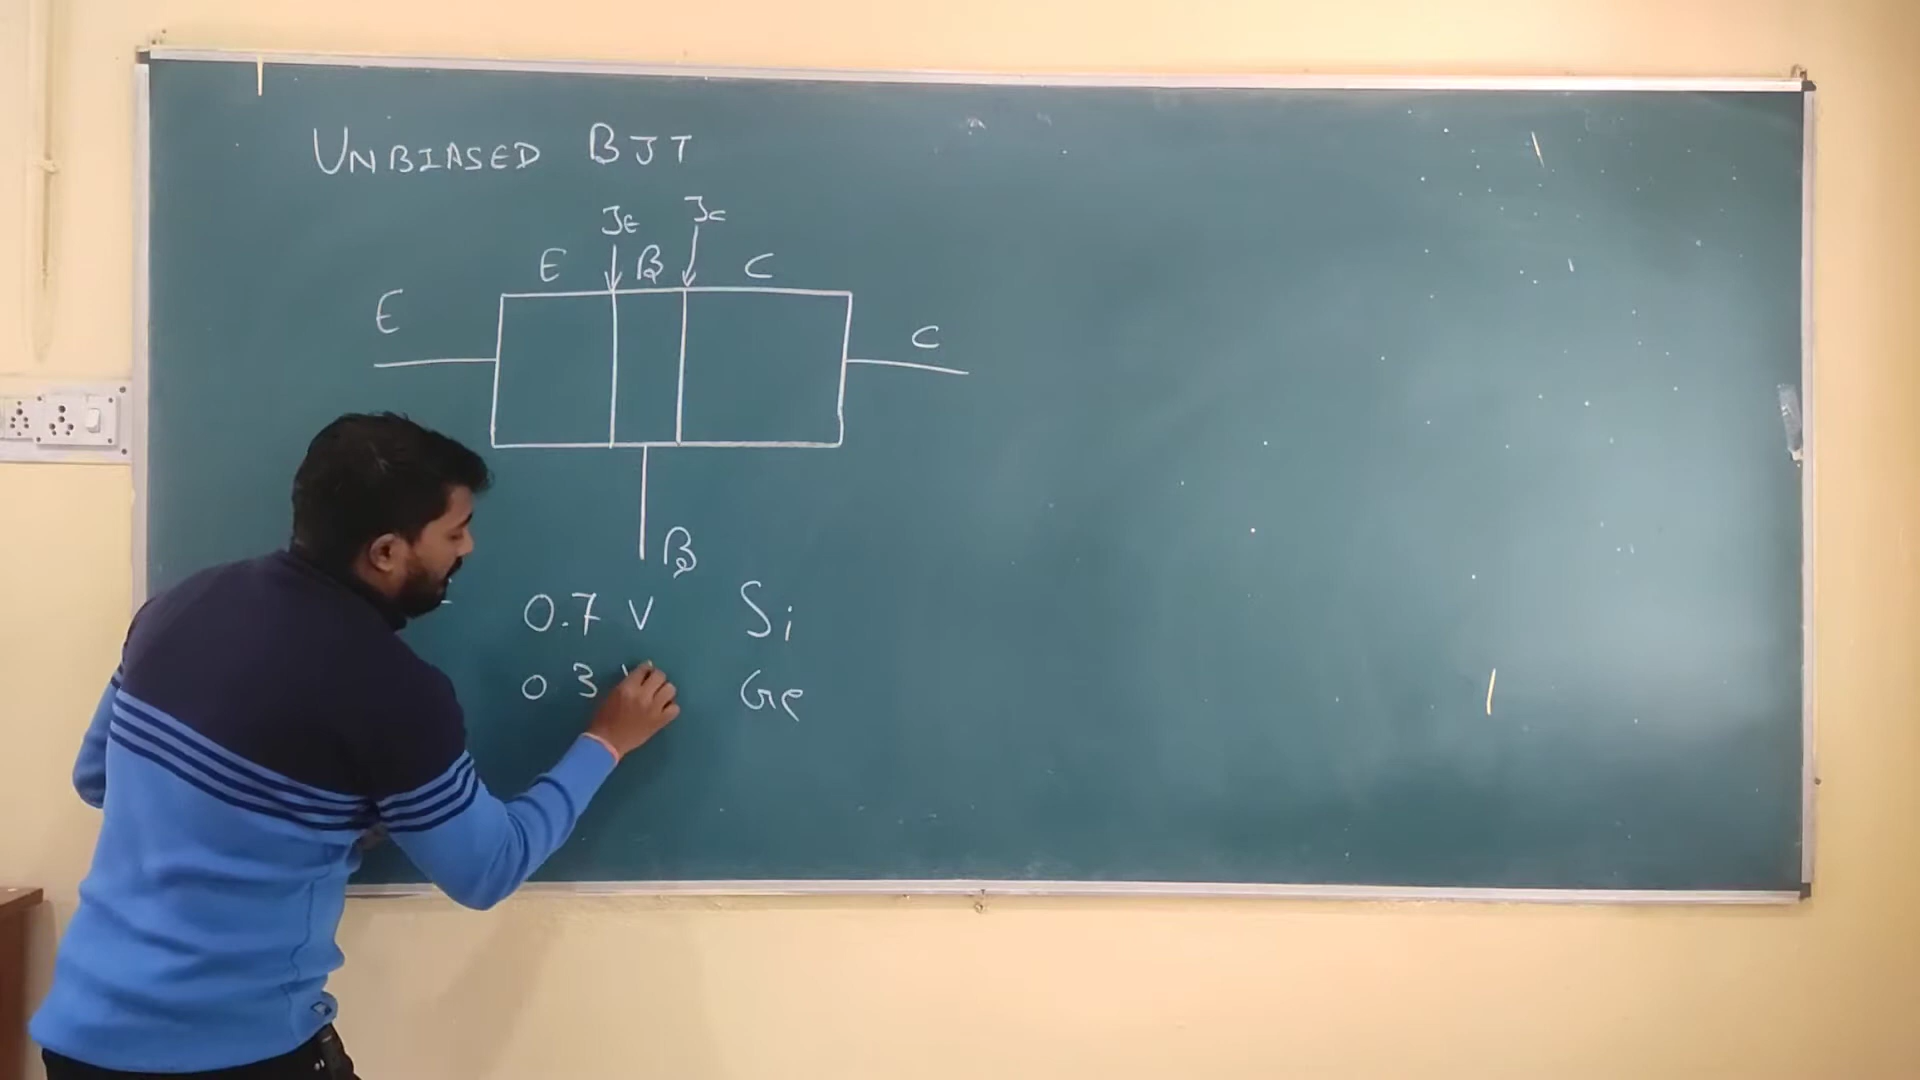 UNBIASED BJT
JE JC
E B C
E
C
B
0.7 V Si
0 3 V Ge